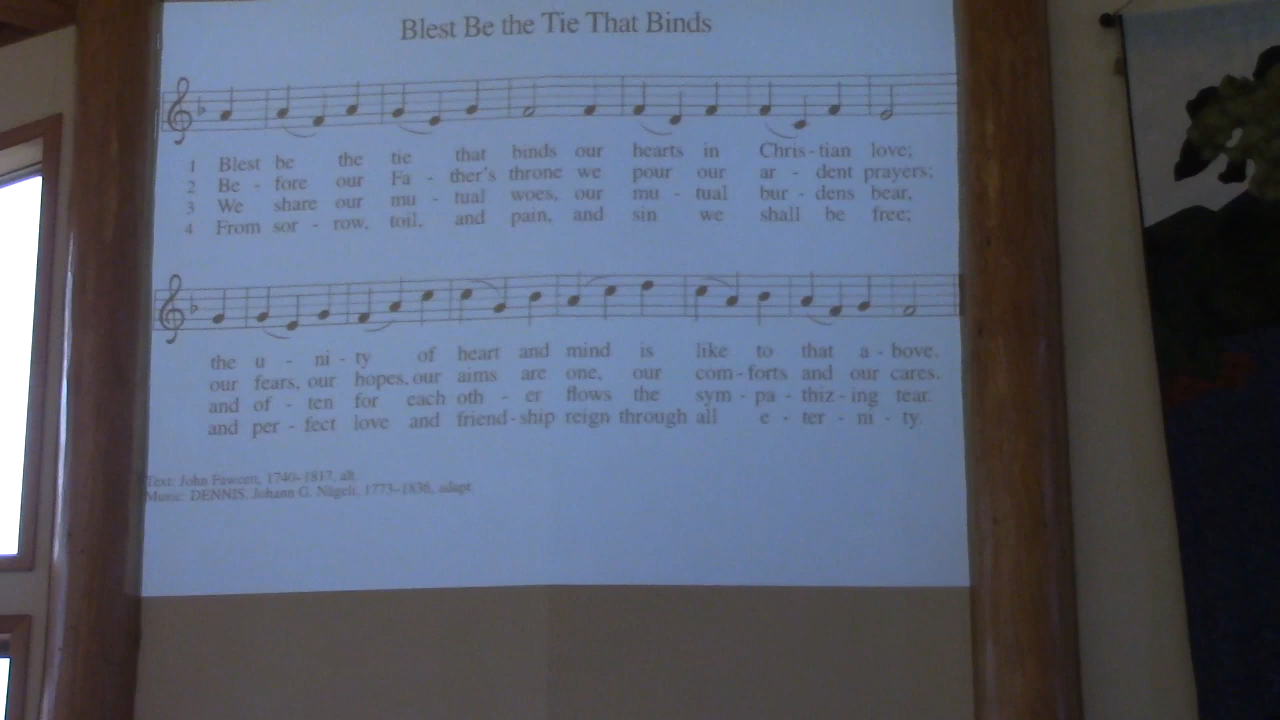 Blest Be the Tie That Binds
1 Blest be the tie that binds our hearts in Chris - tian love;
2 Be - fore our Fa - ther's throne we pour our ar - dent prayers;
3 We share our mu - tual woes, our mu - tual bur - dens bear,
4 From sor - row, toil, and pain, and sin we shall be free;
the u - ni - ty of heart and mind is like to that a - bove.
our fears, our hopes, our aims are one, our com - forts and our cares.
and of - ten for each oth - er flows the sym - pa - thiz - ing tear.
and per - fect love and friend - ship reign through all e - ter - ni - ty.
Text: John Fawcett, 1740–1817, alt.
Music: DENNIS, Johann G. Nägeli, 1773–1836, adapt.